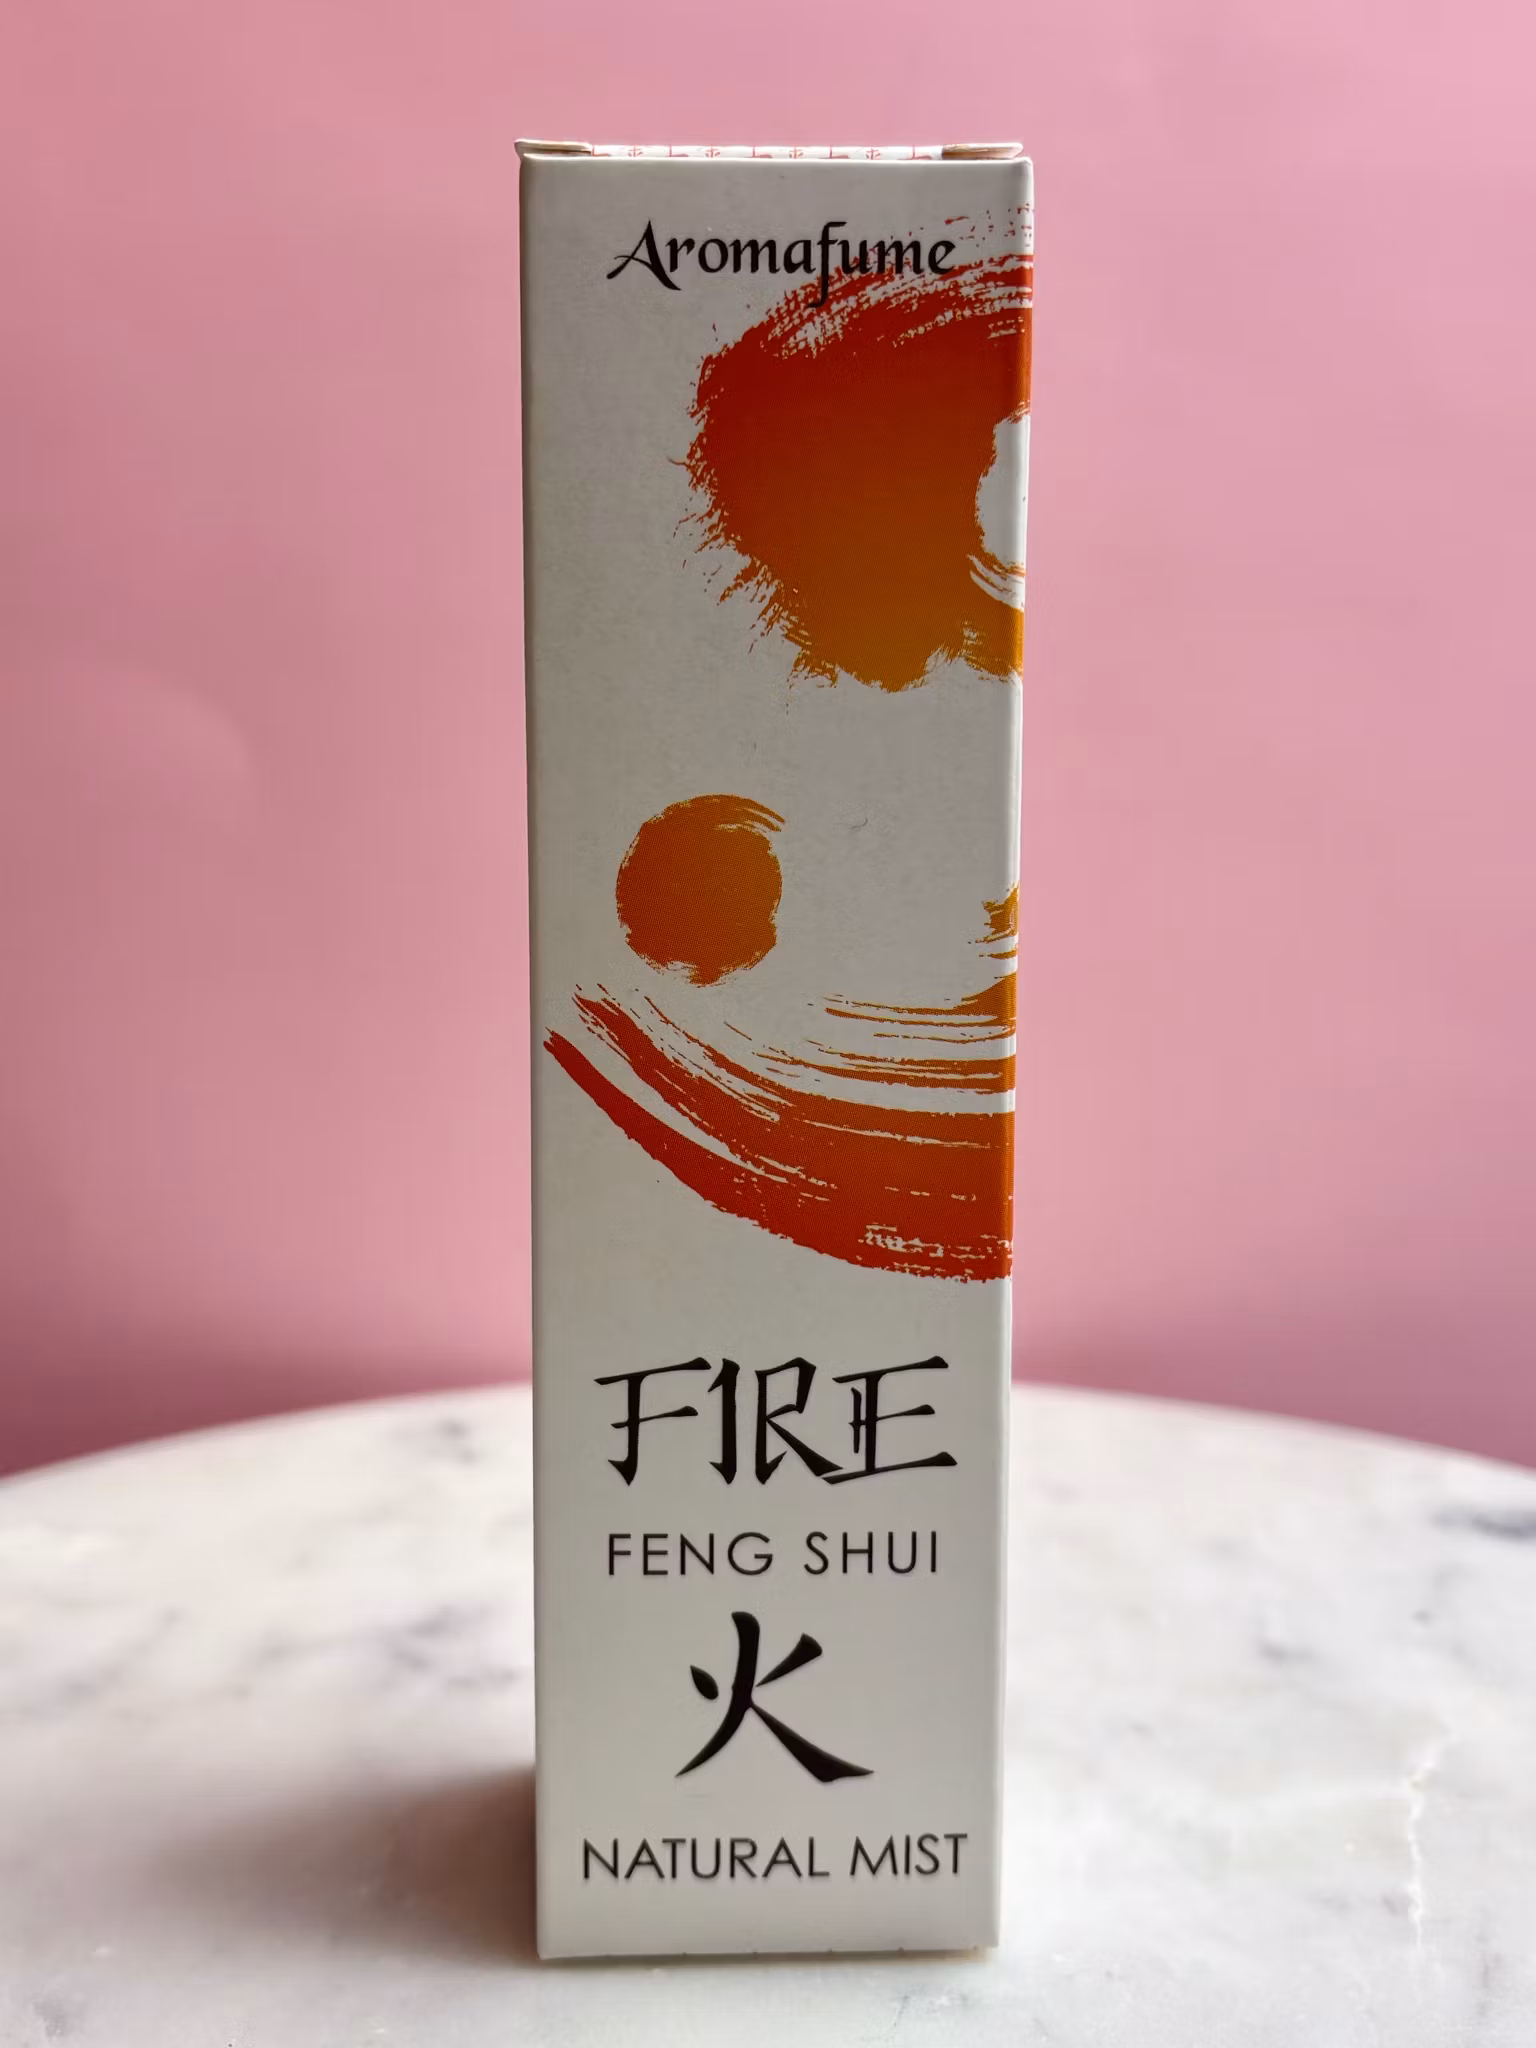 Aromafume
FIRE
FENG SHUI
火
NATURAL MIST